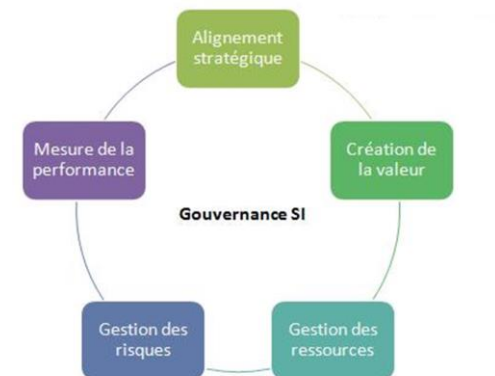 Alignement
stratégique
Création de
la valeur
Gestion des
ressources
Gestion des
risques
Mesure de la
performance
Gouvernance SI